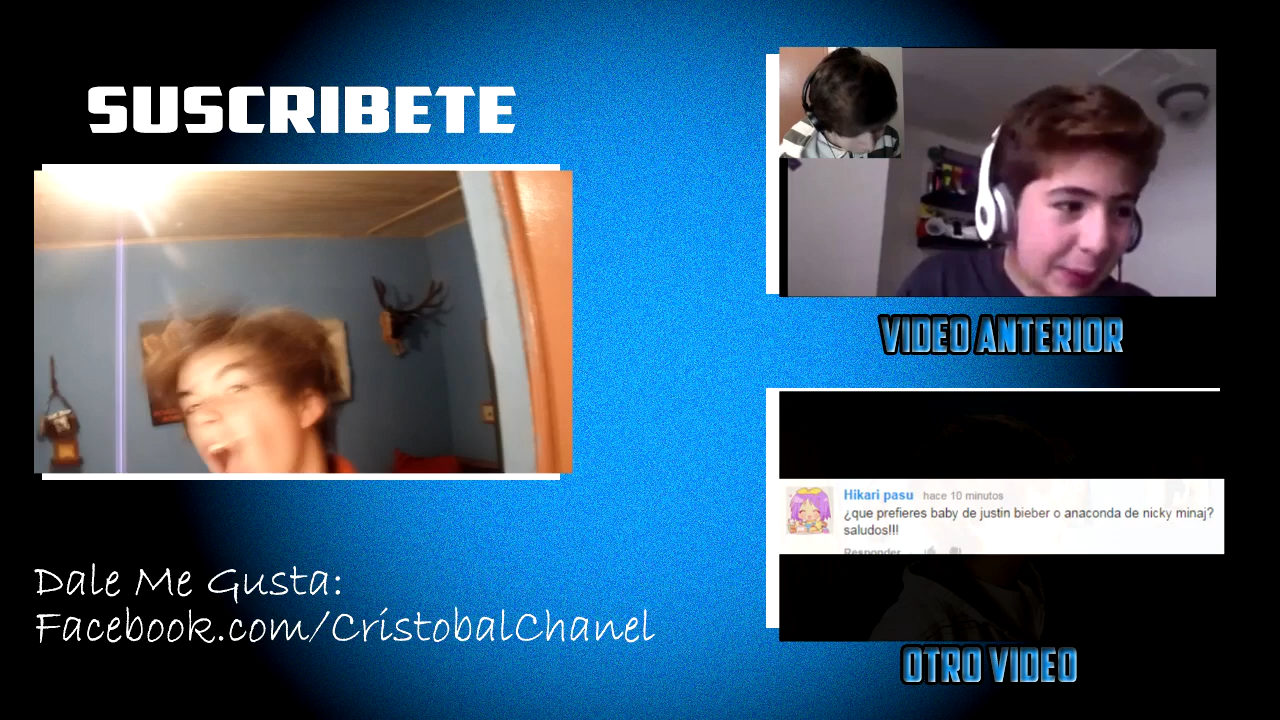 SUSCRIBETE
VIDEO ANTERIOR
Hikari pasu hace 10 minutos
¿que prefieres baby de justin bieber o anaconda de nicky minaj?
saludos!!!
Responder
OTRO VIDEO
Dale Me Gusta:
Facebook.com/CristobalChanel